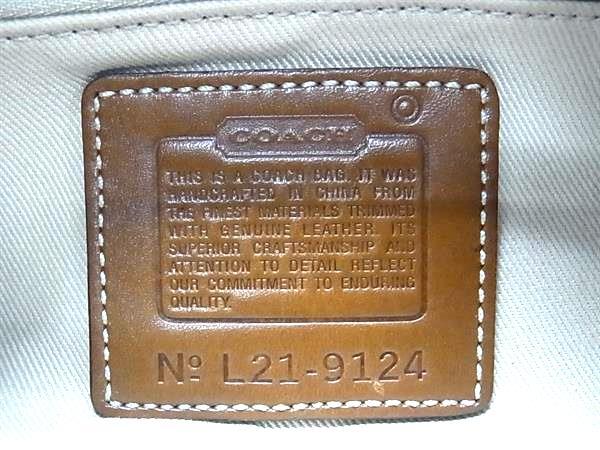 COACH
THIS IS A COACH BAG. IT WAS
HANDCRAFTED IN CHINA FROM
THE FINEST MATERIALS TRIMMED
WITH GENUINE LEATHER. ITS
SUPERIOR CRAFTSMANSHIP AND
ATTENTION TO DETAIL REFLECT
OUR COMMITMENT TO ENDURING
QUALITY.
Nº L21-9124